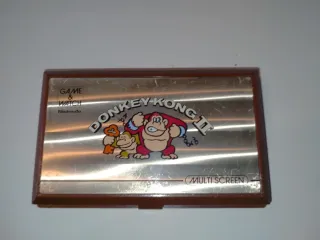 GAME
&
WATCH
Nintendo
DONKEY KONG II
MULTI SCREEN